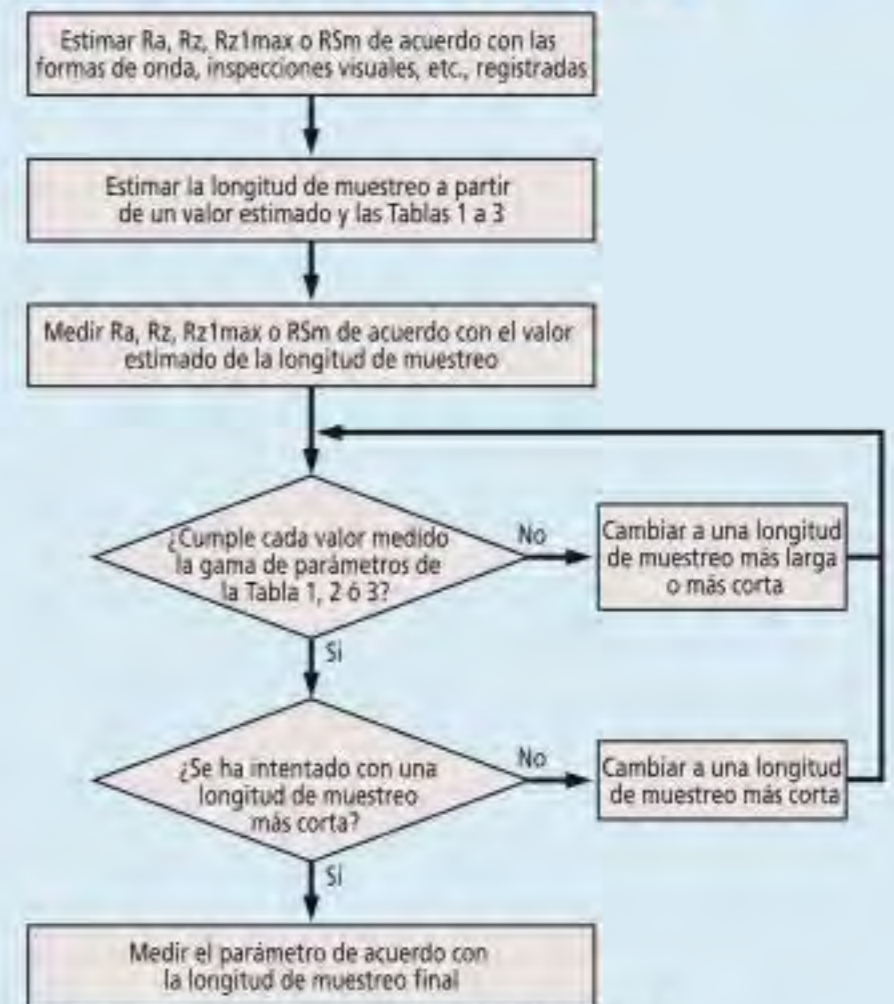 Estimar Ra, Rz, Rz1max o RSm de acuerdo con las
formas de onda, inspecciones visuales, etc., registradas
Estimar la longitud de muestreo a partir
de un valor estimado y las Tablas 1 a 3
Medir Ra, Rz, Rz1max o RSm de acuerdo con el valor
estimado de la longitud de muestreo
¿Cumple cada valor medido
la gama de parámetros de
la Tabla 1, 2 ó 3?
No
Cambiar a una longitud
de muestreo más larga
o más corta
Si
¿Se ha intentado con una
longitud de muestreo
más corta?
No
Cambiar a una longitud
de muestreo más corta
Si
Medir el parámetro de acuerdo con
la longitud de muestreo final